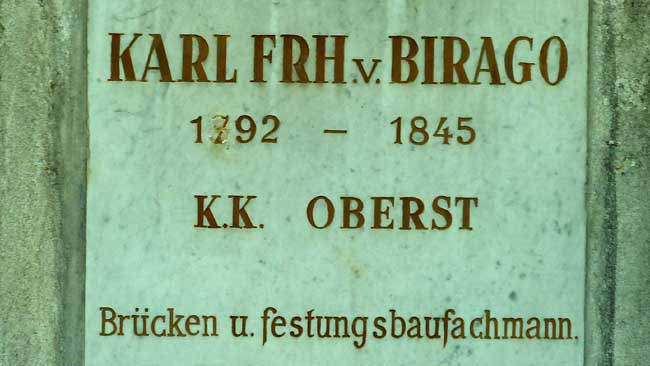 KARL FRH v. BIRAGO
1792 – 1845
K.K. OBERST
Brücken u. festungsbaufachmann.